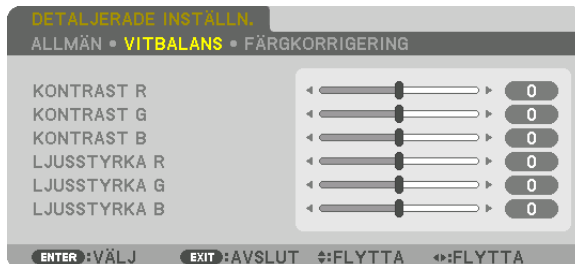 DETALJERADE INSTÄLLN.
ALLMÄN • VITBALANS • FÄRGKORRIGERING
KONTRAST R 0
KONTRAST G 0
KONTRAST B 0
LJUSSTYRKA R 0
LJUSSTYRKA G 0
LJUSSTYRKA B 0
ENTER :VÄLJ EXIT :AVSLUT :FLYTTA :FLYTTA